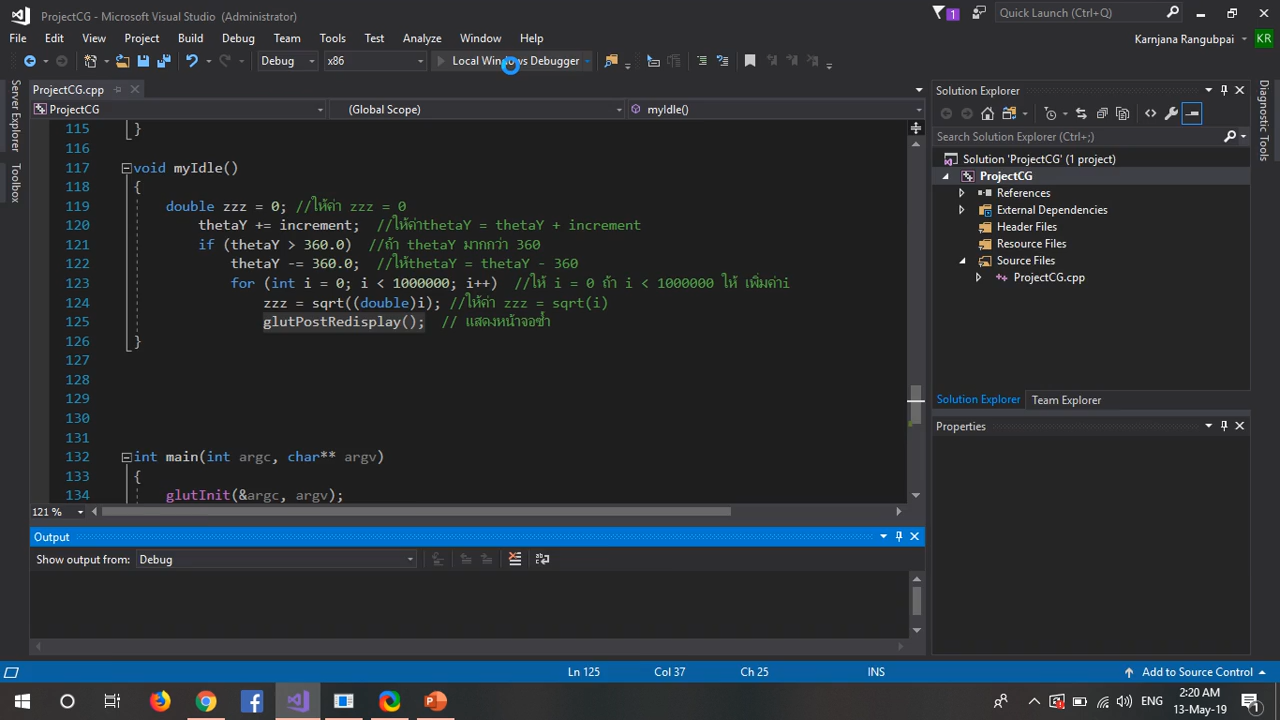 ProjectCG - Microsoft Visual Studio (Administrator)
1
Quick Launch (Ctrl+Q)
File Edit View Project Build Debug Team Tools Test Analyze Window Help
Karnjana Rangubpai
KR
Debug x86 Local Windows Debugger
Server Explorer
Toolbox
ProjectCG.cpp
ProjectCG (Global Scope) myIdle()
115 }
116
117 void myIdle()
118 {
119 double zzz = 0; //ให้ค่า zzz = 0
120 thetaY += increment; //ให้ค่าthetaY = thetaY + increment
121 if (thetaY > 360.0) //ถ้า thetaY มากกว่า 360
122 thetaY -= 360.0; //ให้thetaY = thetaY - 360
123 for (int i = 0; i < 1000000; i++) //ให้ i = 0 ถ้า i < 1000000 ให้ เพิ่มค่าi
124 zzz = sqrt((double)i); //ให้ค่า zzz = sqrt(i)
125 glutPostRedisplay(); // แสดงหน้าจอซ้ำ
126 }
127
128
129
130
131
132 int main(int argc, char** argv)
133 {
134 glutInit(&argc, argv);
121 %
Output
Show output from: Debug
Solution Explorer
Search Solution Explorer (Ctrl+;)
Solution 'ProjectCG' (1 project)
ProjectCG
References
External Dependencies
Header Files
Resource Files
Source Files
ProjectCG.cpp
Solution Explorer Team Explorer
Properties
Diagnostic Tools
Ln 125 Col 37 Ch 25 INS
Add to Source Control
ENG
2:20 AM
13-May-19
1